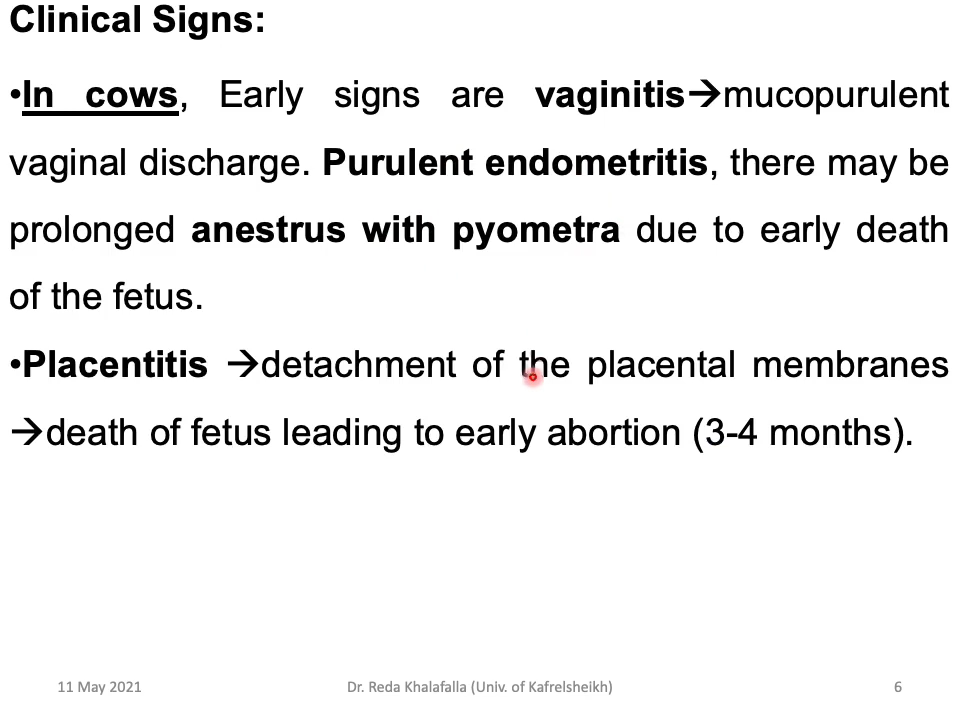 Clinical Signs:
•In cows, Early signs are vaginitis→mucopurulent
vaginal discharge. Purulent endometritis, there may be
prolonged anestrus with pyometra due to early death
of the fetus.
•Placentitis →detachment of the placental membranes
→death of fetus leading to early abortion (3-4 months).
11 May 2021
Dr. Reda Khalafalla (Univ. of Kafrelsheikh)
6